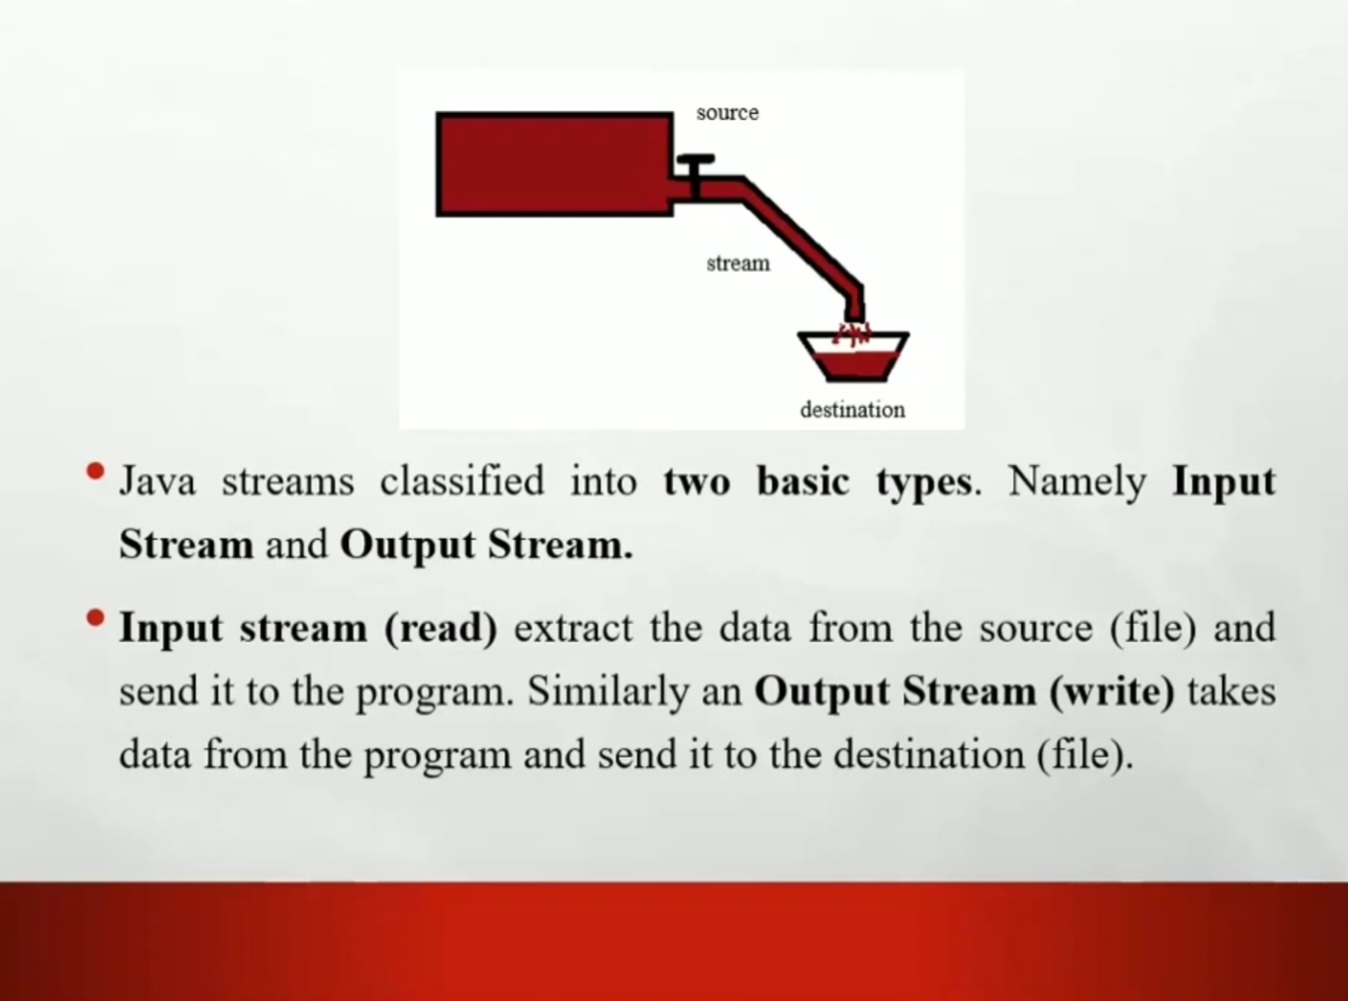 source
stream
destination
• Java streams classified into two basic types. Namely Input
Stream and Output Stream.
• Input stream (read) extract the data from the source (file) and
send it to the program. Similarly an Output Stream (write) takes
data from the program and send it to the destination (file).